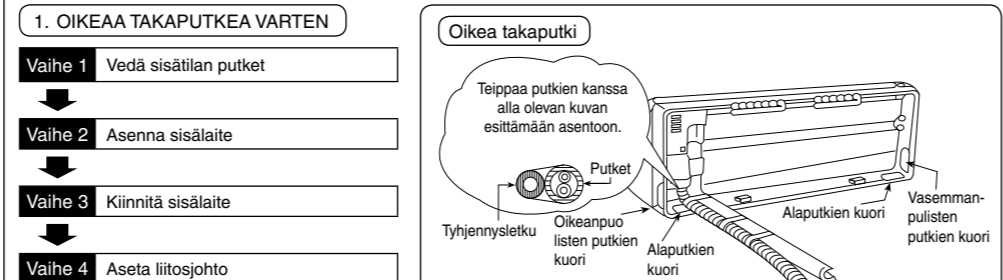 1. OIKEAA TAKAPUTKEA VARTEN
Vaihe 1 Vedä sisätilan putket
Vaihe 2 Asenna sisälaite
Vaihe 3 Kiinnitä sisälaite
Vaihe 4 Aseta liitosjohto
Oikea takaputki
Teippaa putkien kanssa
alla olevan kuvan
esittämään asentoon.
Putket
Tyhjennysletku
Oikeanpuo
listen putkien
kuori
Alaputkien
kuori
Alaputkien kuori
Vasemman-
pulisten
putkien kuori